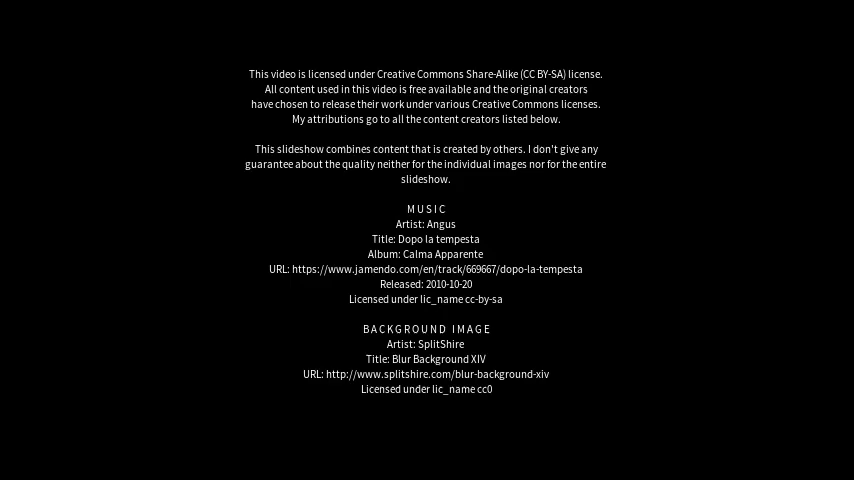 This video is licensed under Creative Commons Share-Alike (CC BY-SA) license.
All content used in this video is free available and the original creators
have chosen to release their work under various Creative Commons licenses.
My attributions go to all the content creators listed below.
This slideshow combines content that is created by others. I don't give any
guarantee about the quality neither for the individual images nor for the entire
slideshow.
MUSIC
Artist: Angus
Title: Dopo la tempesta
Album: Calma Apparente
URL: https://www.jamendo.com/en/track/669667/dopo-la-tempesta
Released: 2010-10-20
Licensed under lic_name cc-by-sa
BACKGROUND IMAGE
Artist: SplitShire
Title: Blur Background XIV
URL: http://www.splitshire.com/blur-background-xiv
Licensed under lic_name cc0